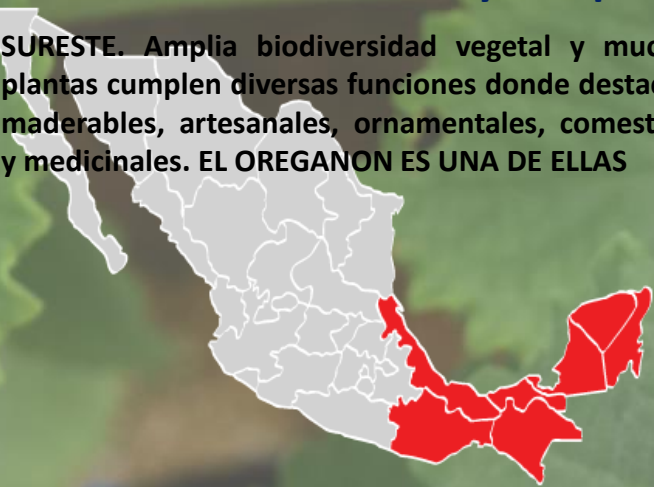 SURESTE. Amplia biodiversidad vegetal y muc
plantas cumplen diversas funciones donde destac
maderables, artesanales, ornamentales, comest
y medicinales. EL OREGANON ES UNA DE ELLAS